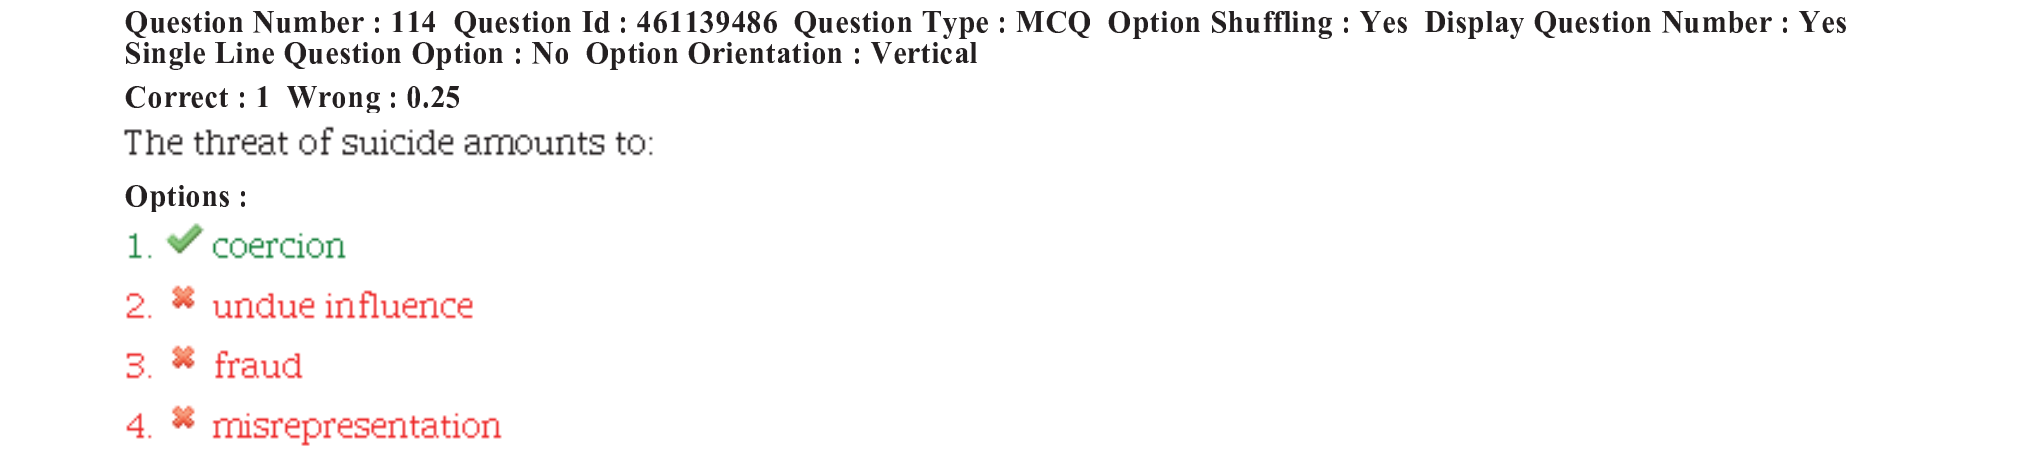 Question Number : 114 Question Id : 461139486 Question Type : MCQ Option Shuffling : Yes Display Question Number : Yes
Single Line Question Option : No Option Orientation : Vertical
Correct : 1 Wrong : 0.25
The threat of suicide amounts to:
Options :
1. coercion
2. undue influence
3. fraud
4. misrepresentation